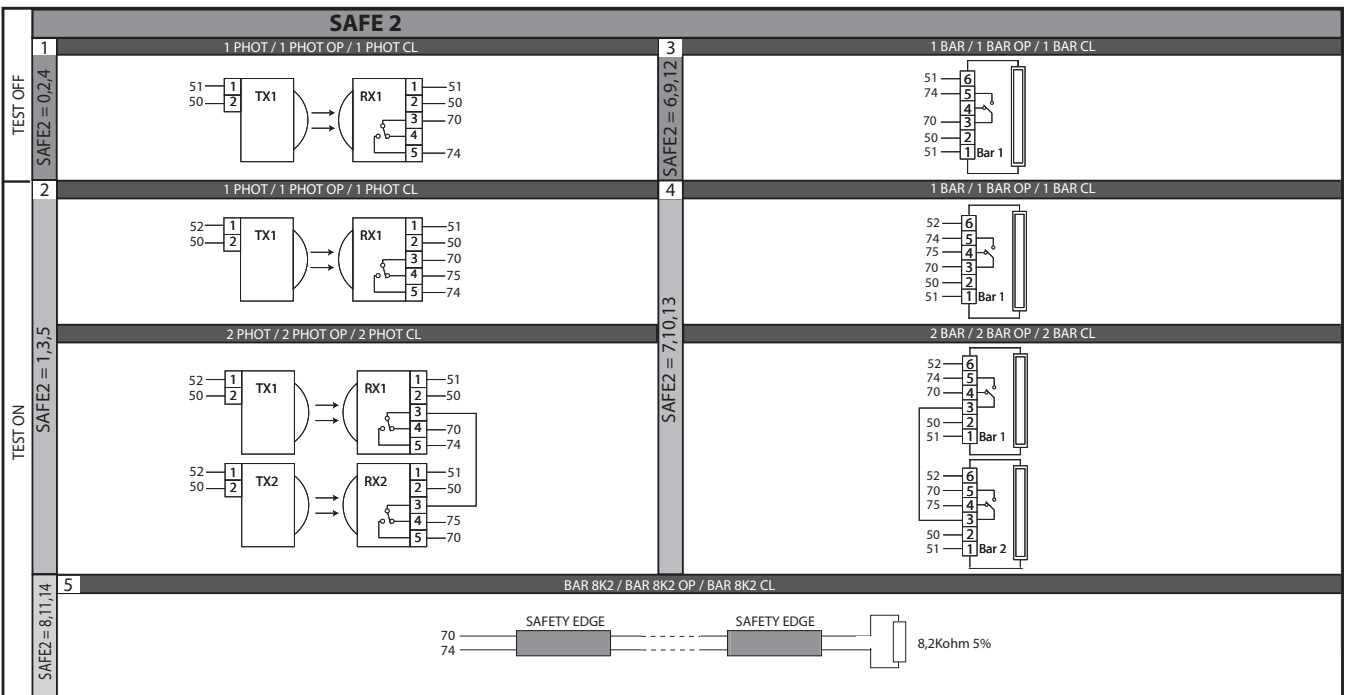 SAFE 2
TEST OFF
SAFE2 = 0,2,4
1
1 PHOT / 1 PHOT OP / 1 PHOT CL
51 1 TX1 RX1 1 51
50 2 2 50
3 70
4
5 74
SAFE2 = 6,9,12
3
1 BAR / 1 BAR OP / 1 BAR CL
51 6
74 5
4
70 3
50 2
51 1 Bar 1
TEST ON
SAFE2 = 1,3,5
2
1 PHOT / 1 PHOT OP / 1 PHOT CL
52 1 TX1 RX1 1 51
50 2 2 50
3 70
4 75
5 74
2 PHOT / 2 PHOT OP / 2 PHOT CL
52 1 TX1 RX1 1 51
50 2 2 50
3
4 70
5 74
52 1 TX2 RX2 1 51
50 2 2 50
3
4 75
5 70
SAFE2 = 7,10,13
4
1 BAR / 1 BAR OP / 1 BAR CL
52 6
74 5
75 4
70 3
50 2
51 1 Bar 1
2 BAR / 2 BAR OP / 2 BAR CL
52 6
74 5
70 4
3
50 2
51 1 Bar 1
52 6
70 5
75 4
3
50 2
51 1 Bar 2
SAFE2 = 8,11,14
5
BAR 8K2 / BAR 8K2 OP / BAR 8K2 CL
SAFETY EDGE SAFETY EDGE
70
74
8,2Kohm 5%